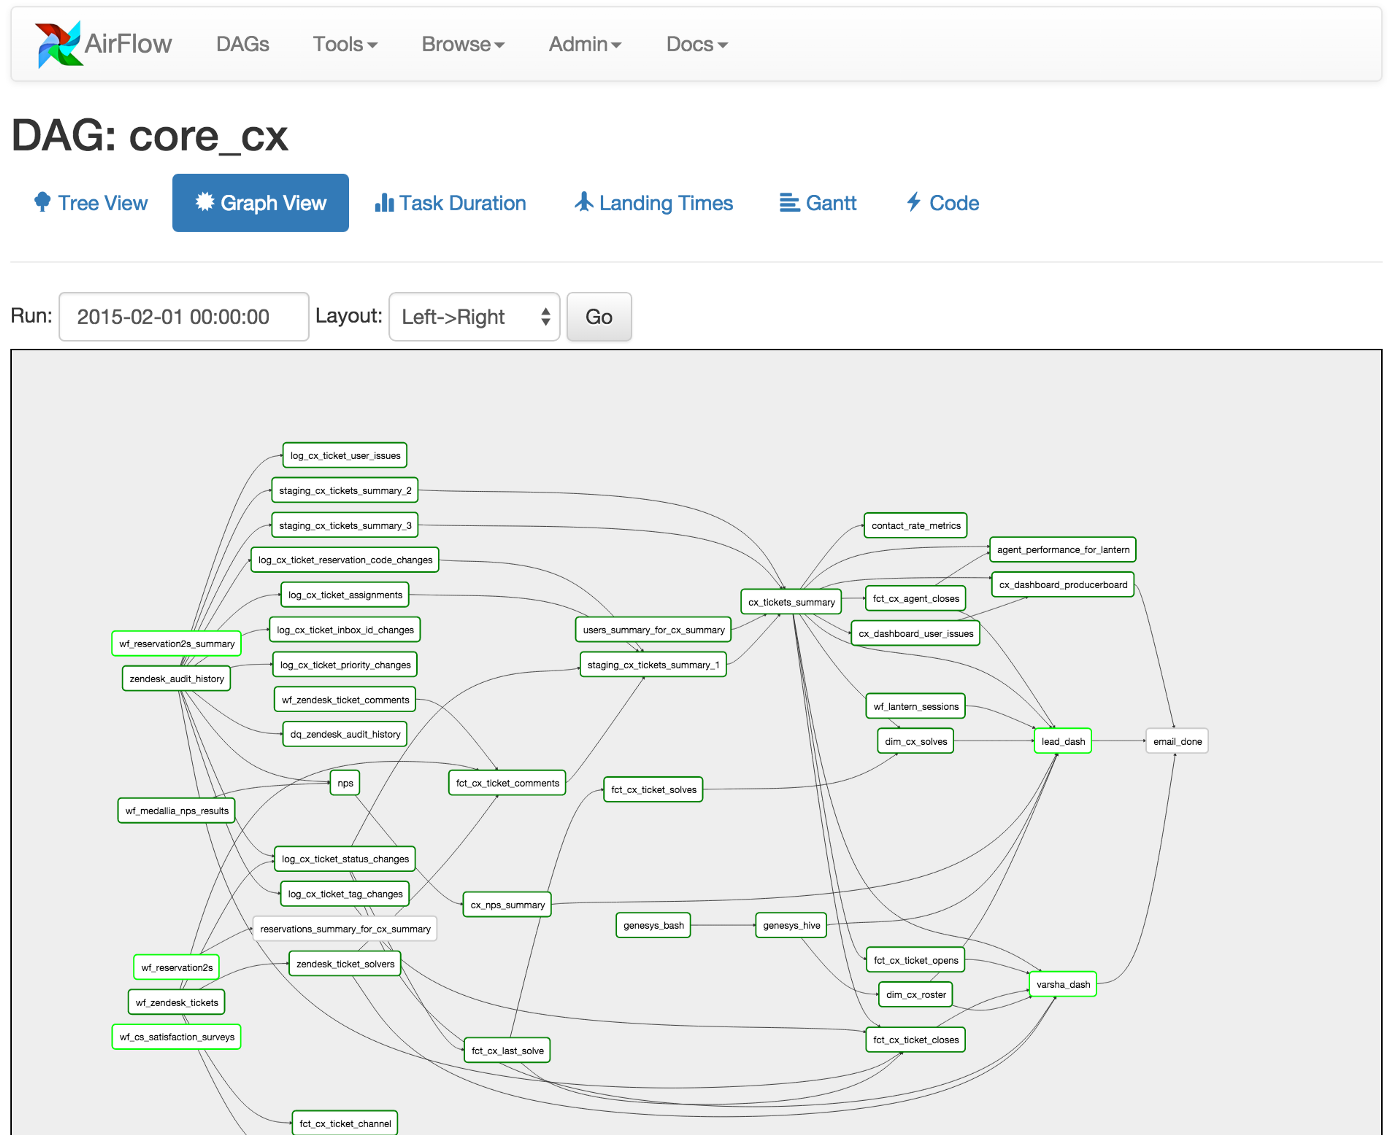 AirFlow DAGs Tools Browse Admin Docs
DAG: core_cx
Tree View Graph View Task Duration Landing Times Gantt Code
Run: 2015-02-01 00:00:00 Layout: Left->Right Go
log_cx_ticket_user_issues
staging_cx_tickets_summary_2
staging_cx_tickets_summary_3
contact_rate_metrics
agent_performance_for_lantern
log_cx_ticket_reservation_code_changes
cx_dashboard_producerboard
log_cx_ticket_assignments
fct_cx_agent_closes
cx_tickets_summary
log_cx_ticket_inbox_id_changes
users_summary_for_cx_summary
cx_dashboard_user_issues
wf_reservation2s_summary
log_cx_ticket_priority_changes
staging_cx_tickets_summary_1
zendesk_audit_history
wf_zendesk_ticket_comments
wf_lantern_sessions
dq_zendesk_audit_history
dim_cx_solves
lead_dash
email_done
nps
fct_cx_ticket_comments
fct_cx_ticket_solves
wf_medallia_nps_results
log_cx_ticket_status_changes
log_cx_ticket_tag_changes
cx_nps_summary
reservations_summary_for_cx_summary
genesys_bash
genesys_hive
zendesk_ticket_solvers
fct_cx_ticket_opens
wf_reservation2s
varsha_dash
dim_cx_roster
wf_zendesk_tickets
wf_cs_satisfaction_surveys
fct_cx_ticket_closes
fct_cx_last_solve
fct_cx_ticket_channel